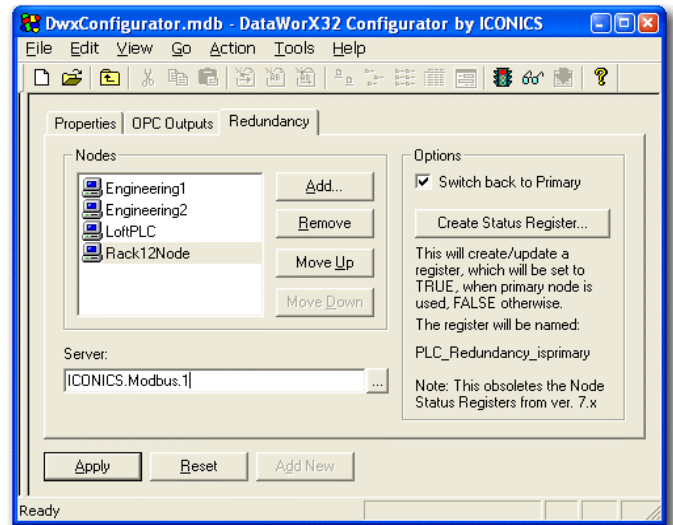 DwxConfigurator.mdb - DataWorX32 Configurator by ICONICS
File Edit View Go Action Tools Help
Properties OPC Outputs Redundancy
Nodes
Engineering1
Engineering2
LoftPLC
Rack12Node
Add...
Remove
Move Up
Move Down
Server:
ICONICS.Modbus.1
...
Options
Switch back to Primary
Create Status Register...
This will create/update a
register, which will be set to
TRUE, when primary node is
used, FALSE otherwise.
The register will be named:
PLC_Redundancy_isprimary
Note: This obsoletes the Node
Status Registers from ver. 7.x
Apply Reset Add New
Ready